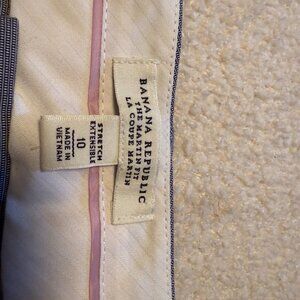 BANANA REPUBLIC
THE MARTIN FIT
LA COUPE MARTIN
STRETCH
EXTENSIBLE
10
MADE IN
VIETNAM